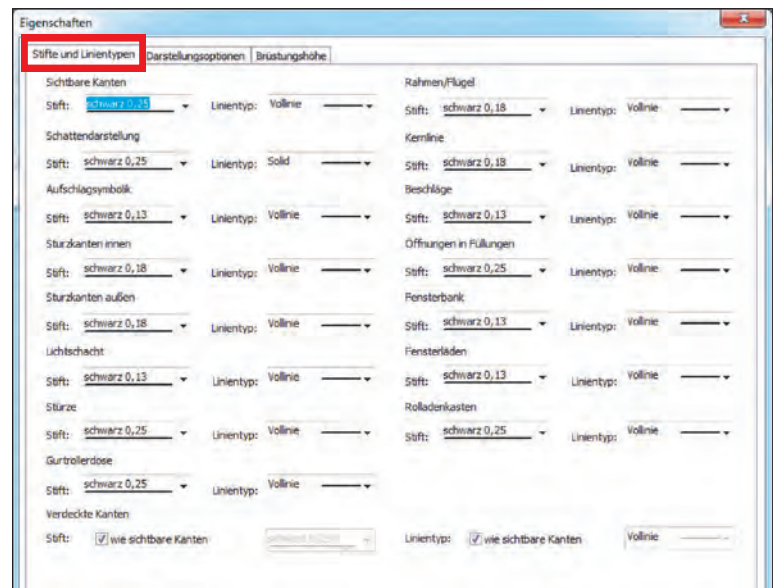 Eigenschaften
Stifte und Linientypen Darstellungsoptionen Brüstungshöhe
Sichtbare Kanten Rahmen/Flügel
Stift: schwarz 0,25 Linientyp: Vollinie Stift: schwarz 0,18 Linientyp: Vollinie
Schattendarstellung Kernlinie
Stift: schwarz 0,25 Linientyp: Solid Stift: schwarz 0,18 Linientyp: Vollinie
Aufschlagsymbolik Beschläge
Stift: schwarz 0,13 Linientyp: Vollinie Stift: schwarz 0,13 Linientyp: Vollinie
Sturzkanten innen Öffnungen in Füllungen
Stift: schwarz 0,18 Linientyp: Vollinie Stift: schwarz 0,25 Linientyp: Vollinie
Sturzkanten außen Fensterbank
Stift: schwarz 0,18 Linientyp: Vollinie Stift: schwarz 0,13 Linientyp: Vollinie
Lichtschacht Fensterläden
Stift: schwarz 0,13 Linientyp: Vollinie Stift: schwarz 0,13 Linientyp: Vollinie
Stürze Rolladenkasten
Stift: schwarz 0,25 Linientyp: Vollinie Stift: schwarz 0,25 Linientyp: Vollinie
Gurtrollerdose
Stift: schwarz 0,25 Linientyp: Vollinie
Verdeckte Kanten
Stift: wie sichtbare Kanten Linientyp: wie sichtbare Kanten Vollinie